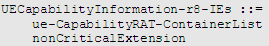 UECapabilityInformation-r8-IEs ::=
ue-CapabilityRAT-ContainerList
nonCriticalExtension